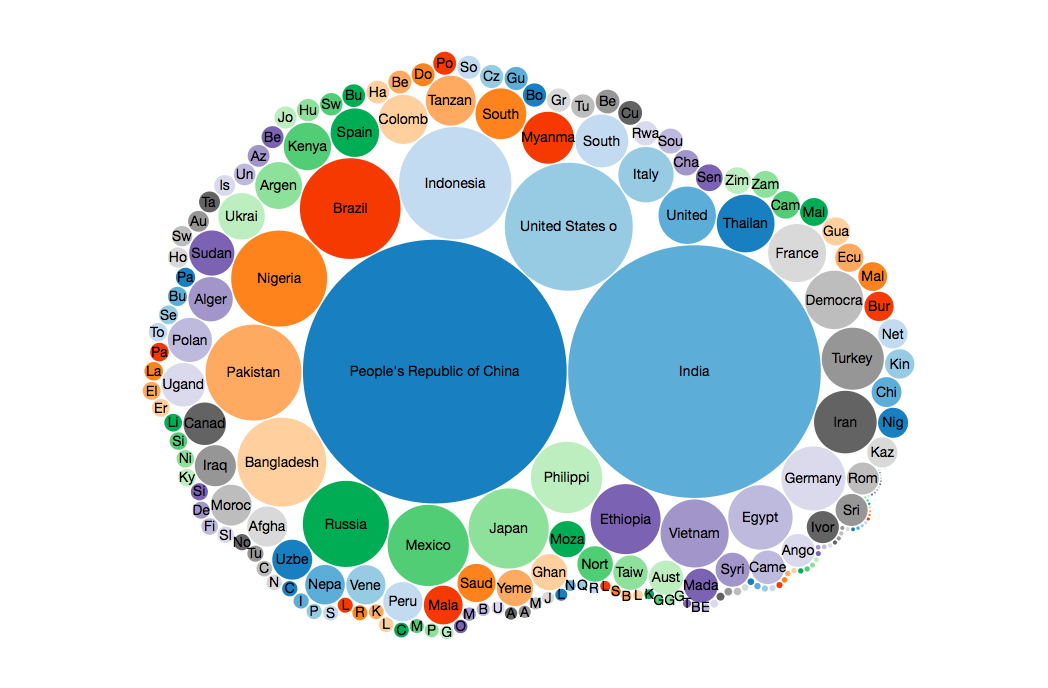 Po
So
Do
Cz
Gu
Be
Ha
Bu
Bo
Gr
Tu
Be
Cu
Tanzan
South
Sw
Hu
Jo
Colomb
Spain
Myanma
South
Rwa
Sou
Be
Kenya
Az
Cha
Un
Italy
Sen
Is
Argen
Indonesia
Zim
Zam
Ta
Brazil
Cam
Mal
Au
Ukrai
United
Thailan
United States o
Gua
Sw
Sudan
France
Ho
Ecu
Pa
Nigeria
Mal
Bu
Alger
Democra
Bur
Se
To
Polan
Net
Pa
Turkey
Kin
La
Pakistan
People's Republic of China
India
El
Ugand
Chi
Er
Li
Canad
Iran
Nig
Si
Kaz
Ni
Iraq
Bangladesh
Ky
Philippi
Germany
Rom
Sl
Moroc
De
Sri
Fi
Afgha
Russia
Ethiopia
Egypt
Ivor
Sl
Japan
Vietnam
No
Moza
Mexico
Tu
Ango
Uzbe
C
Nort
Came
Syri
N
Ghan
Taiw
Aust
Nepa
Vene
Saud
Yeme
Mada
C
I
Peru
Mala
P
S
L
R
K
L
C
M
P
G
O
M
B
U
A
A
M
J
L
N
Q
R
L
S
B
L
K
G
G
G
T
B
E